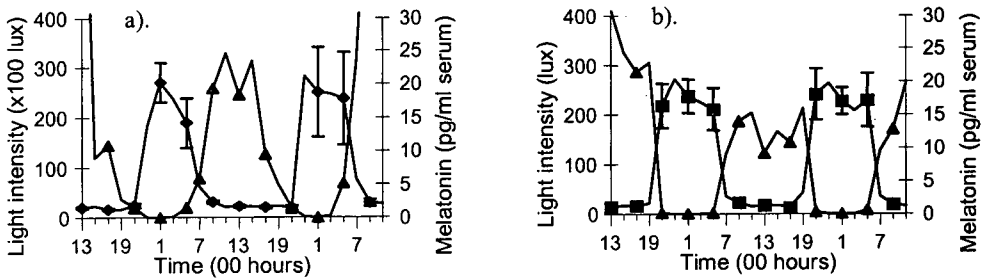 a).
Light intensity (x100 lux)
400
300
200
100
0
30
25
20
15
10
5
0
Melatonin (pg/ml serum)
13 19 1 7 13 19 1 7
Time (00 hours)
b).
Light intensity (lux)
400
300
200
100
0
30
25
20
15
10
5
0
Melatonin (pg/ml serum)
13 19 1 7 13 19 1 7
Time (00 hours)